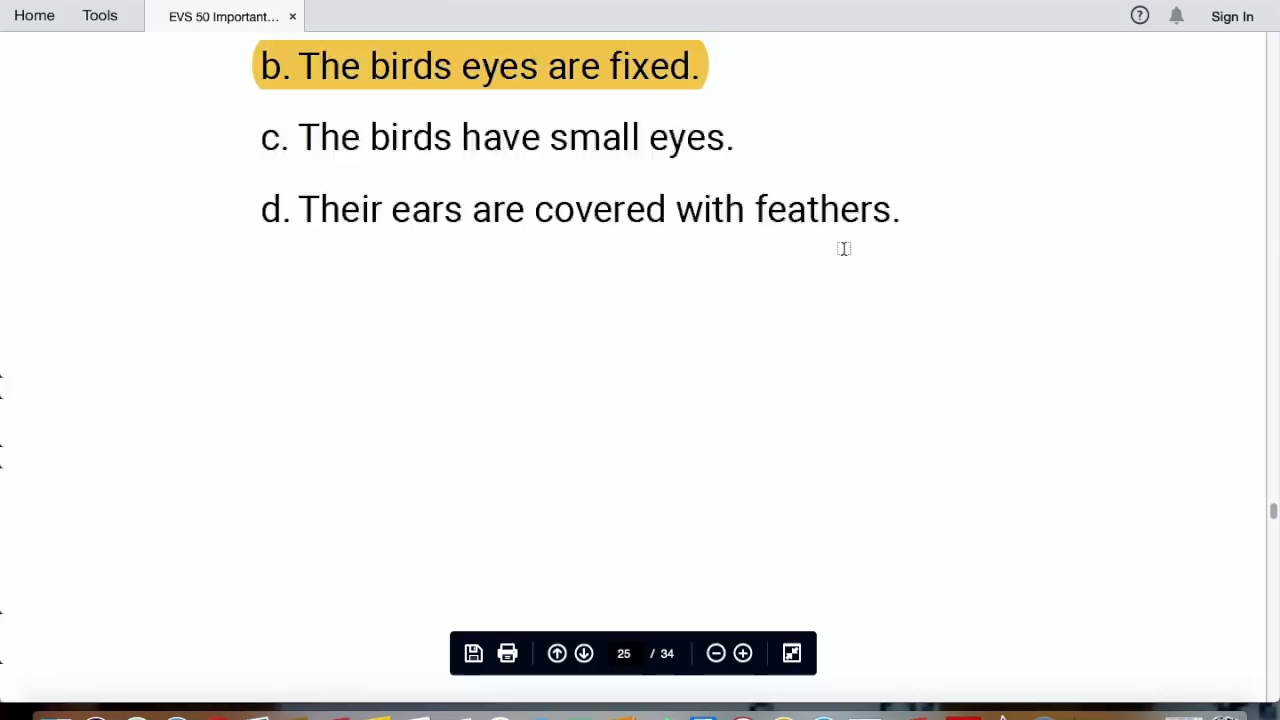 Home Tools EVS 50 Important... × Sign In
b. The birds eyes are fixed.
c. The birds have small eyes.
d. Their ears are covered with feathers.
25 / 34